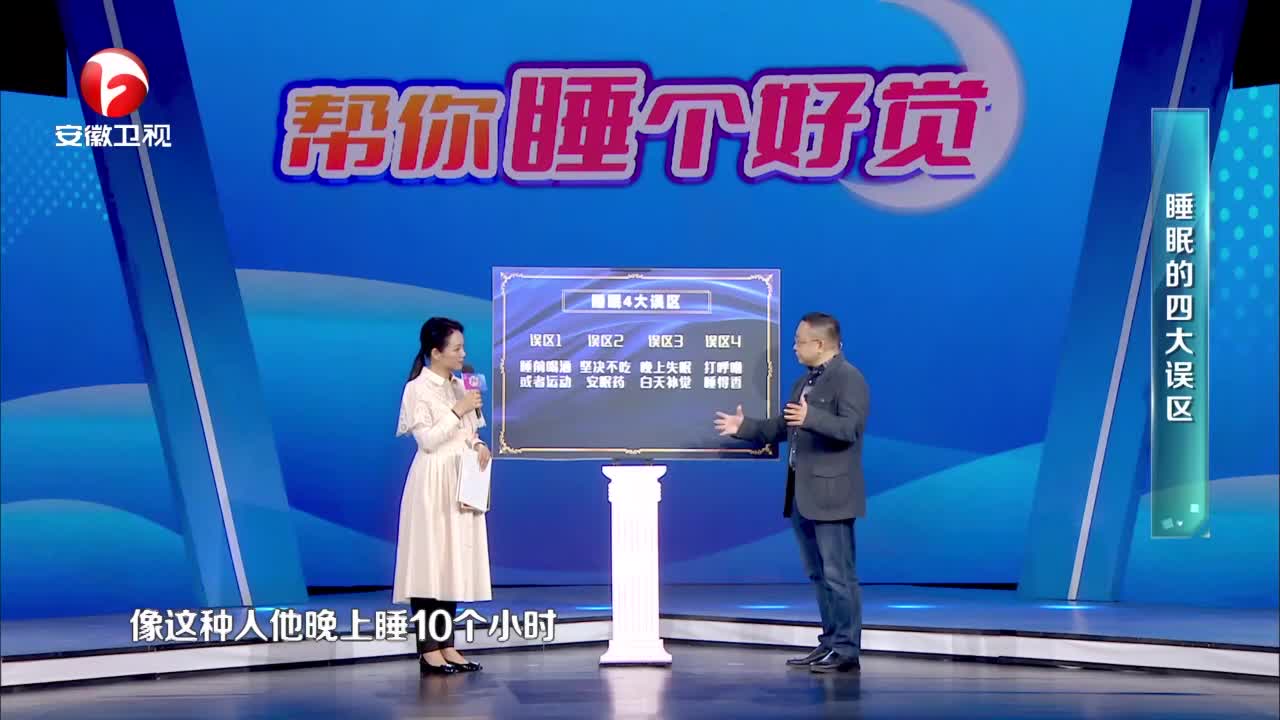 安徽卫视
帮你睡个好觉
睡眠的四大误区
睡眠4大误区
误区1 误区2 误区3 误区4
睡前喝酒 坚决不吃 晚上失眠 打呼噜
或者运动 安眠药 白天补觉 睡得香
像这种人他晚上睡10个小时